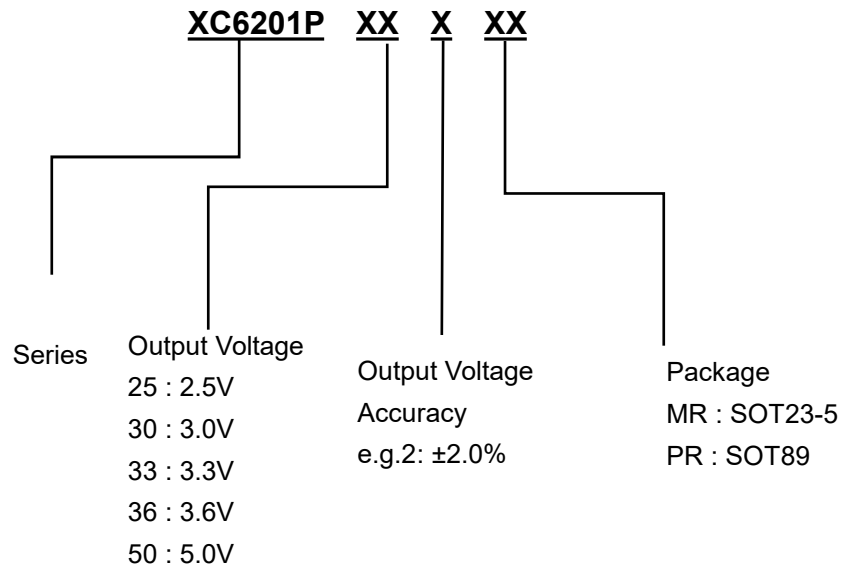 XC6201P XX X XX
Series
Output Voltage
25 : 2.5V
30 : 3.0V
33 : 3.3V
36 : 3.6V
50 : 5.0V
Output Voltage
Accuracy
e.g.2: ±2.0%
Package
MR : SOT23-5
PR : SOT89